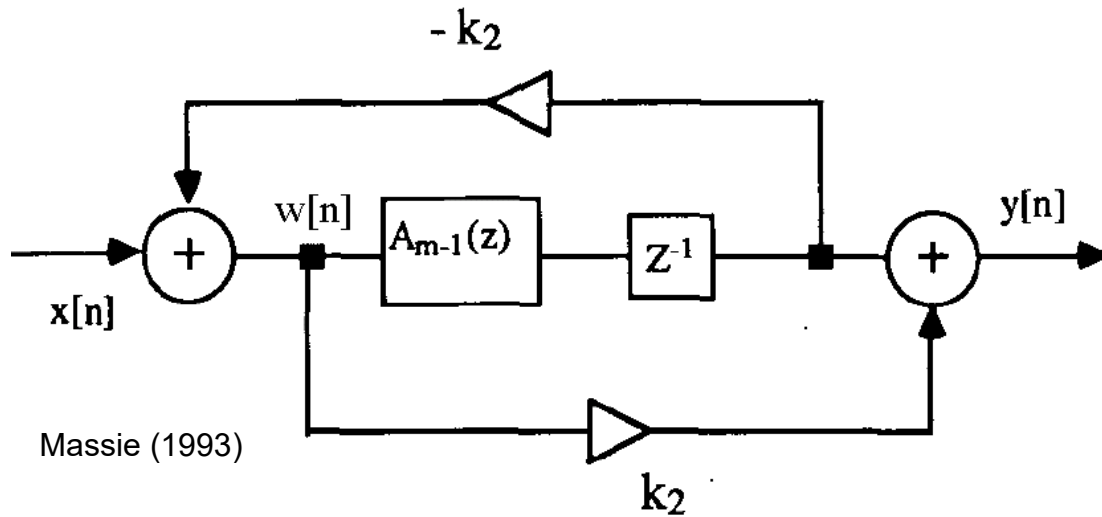 - k₂
w[n]
Aₘ₋₁(z)
Z⁻¹
y[n]
+
+
x[n]
Massie (1993)
k₂